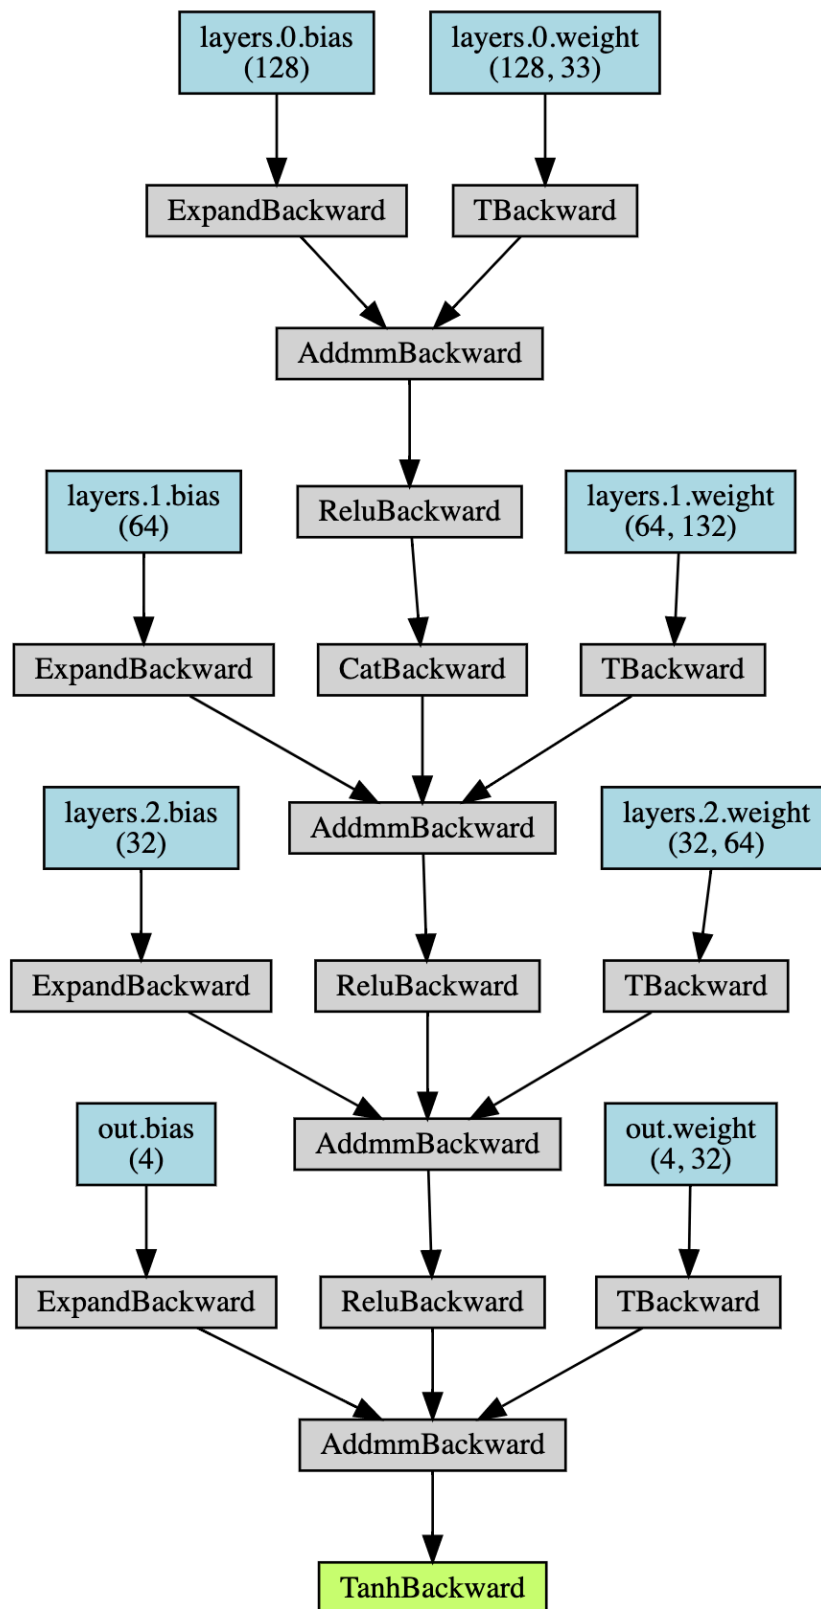 layers.0.bias
(128)
layers.0.weight
(128, 33)
ExpandBackward
TBackward
AddmmBackward
layers.1.bias
(64)
ReluBackward
layers.1.weight
(64, 132)
ExpandBackward
CatBackward
TBackward
layers.2.bias
(32)
AddmmBackward
layers.2.weight
(32, 64)
ExpandBackward
ReluBackward
TBackward
out.bias
(4)
AddmmBackward
out.weight
(4, 32)
ExpandBackward
ReluBackward
TBackward
AddmmBackward
TanhBackward